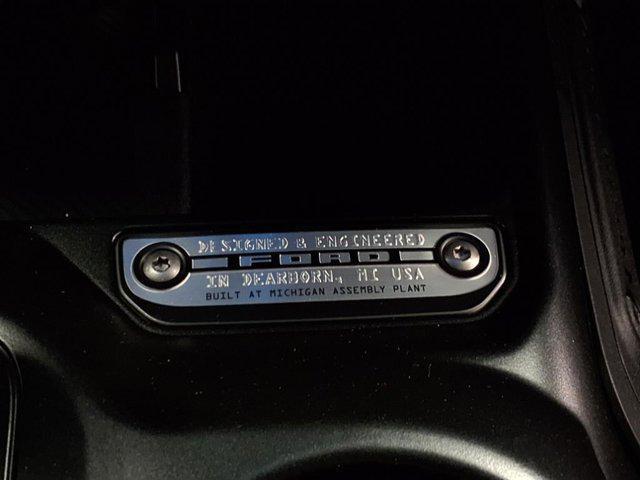 DESIGNED & ENGINEERED
FORD
IN DEARBORN, MI USA
BUILT AT MICHIGAN ASSEMBLY PLANT